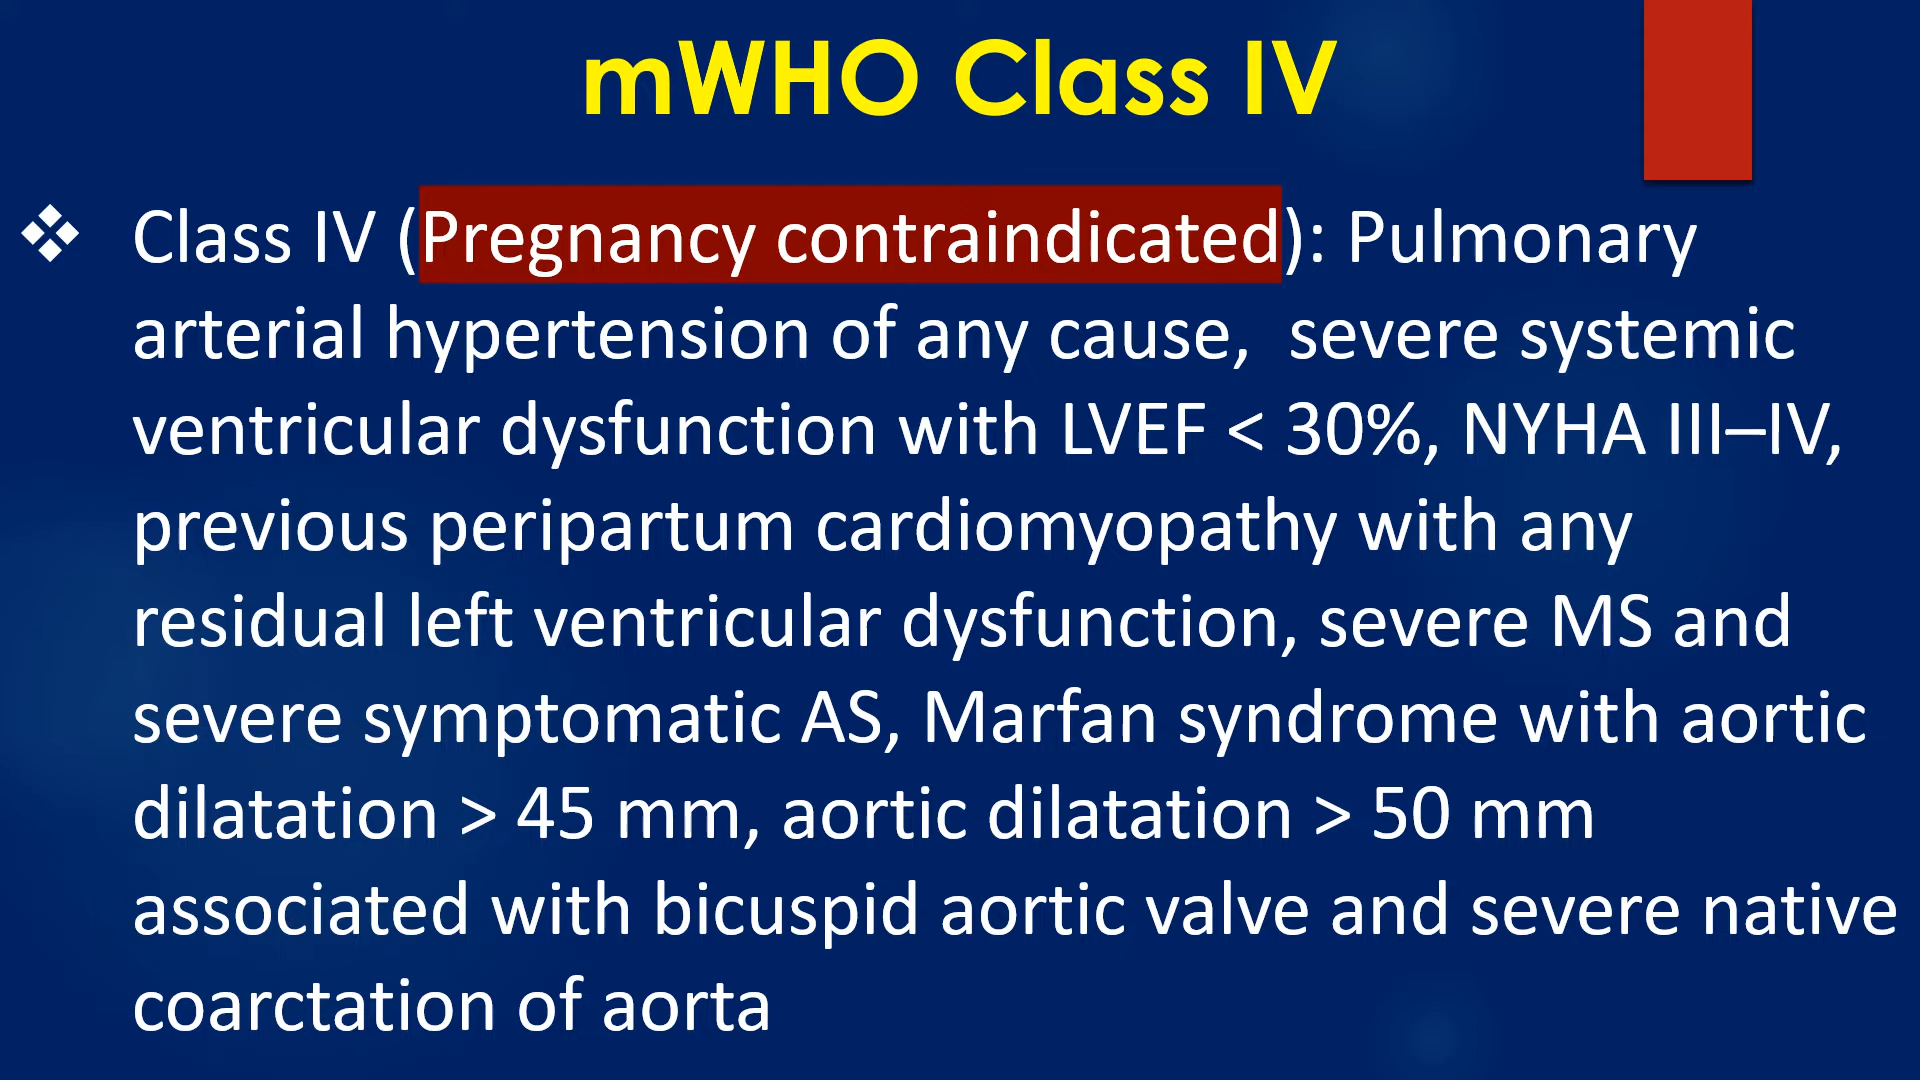 mWHO Class IV
❖ Class IV (Pregnancy contraindicated): Pulmonary
arterial hypertension of any cause,  severe systemic
ventricular dysfunction with LVEF < 30%, NYHA III–IV,
previous peripartum cardiomyopathy with any
residual left ventricular dysfunction, severe MS and
severe symptomatic AS, Marfan syndrome with aortic
dilatation > 45 mm, aortic dilatation > 50 mm
associated with bicuspid aortic valve and severe native
coarctation of aorta